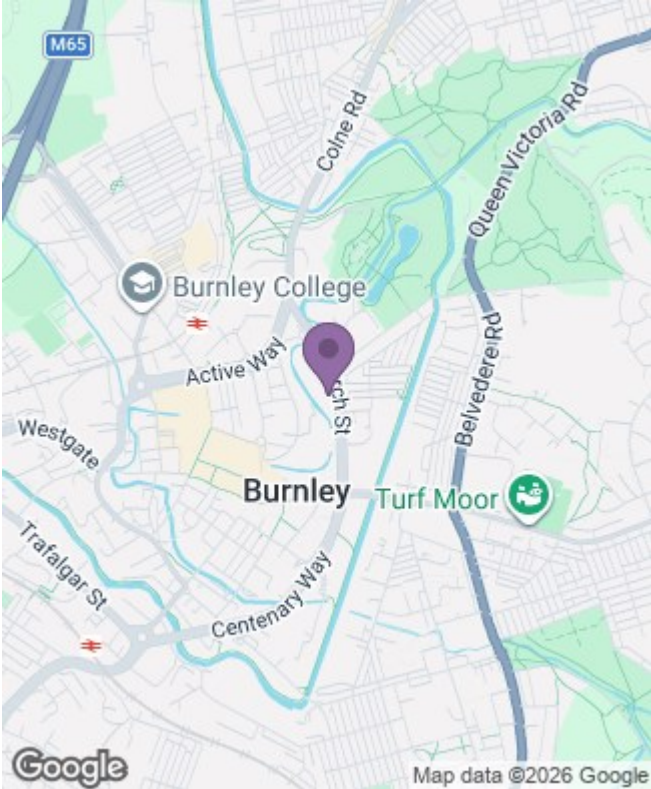 M65
Colne Rd
Queen Victoria Rd
Burnley College
Active Way
Belvedere Rd
Westgate
St
Burnley
Turf Moor
Trafalgar St
Centenary Way
Google
Map data ©2026 Google